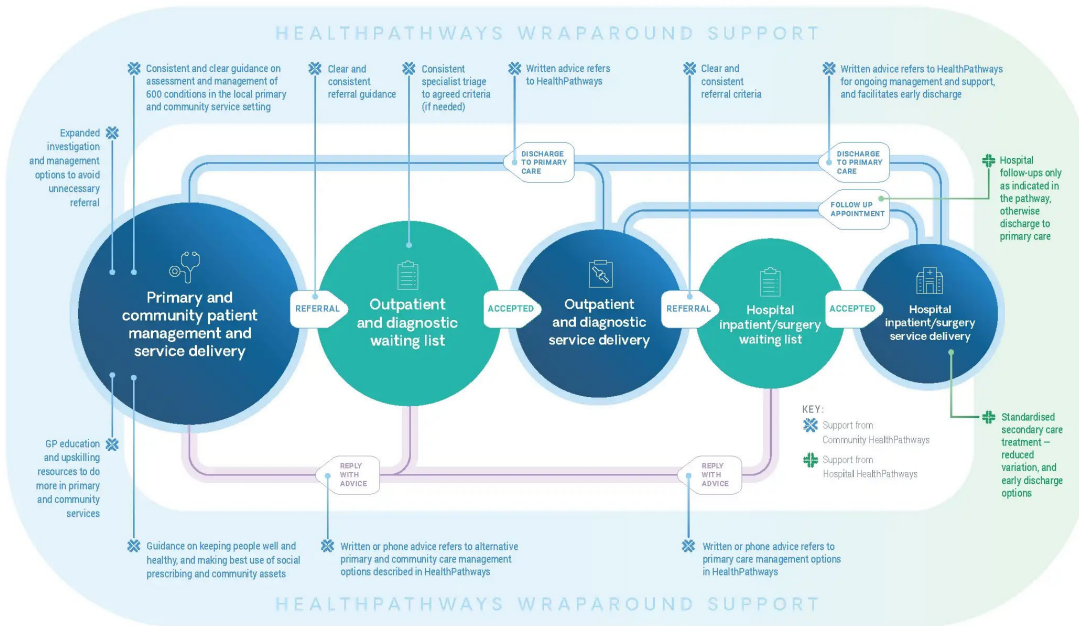 HEALTHPATHWAYS WRAPAROUND SUPPORT
Consistent and clear guidance on
assessment and management of
600 conditions in the local primary
and community service setting
Clear and
consistent
referral guidance
Consistent
specialist triage
to agreed criteria
(if needed)
Written advice refers
to HealthPathways
Clear and
consistent
referral criteria
Written advice refers to HealthPathways
for ongoing management and support,
and facilitates early discharge
Expanded
investigation
and management
options to avoid
unnecessary
referral
DISCHARGE
TO PRIMARY
CARE
DISCHARGE
TO PRIMARY
CARE
FOLLOW UP
APPOINTMENT
Hospital
follow-ups only
as indicated in
the pathway,
otherwise
discharge to
primary care
Primary and
community patient
management and
service delivery
REFERRAL
Outpatient
and diagnostic
waiting list
ACCEPTED
Outpatient
and diagnostic
service delivery
REFERRAL
Hospital
inpatient/surgery
waiting list
ACCEPTED
Hospital
inpatient/surgery
service delivery
GP education
and upskilling
resources to do
more in primary
and community
services
REPLY
WITH
ADVICE
REPLY
WITH
ADVICE
KEY:
Support from
Community HealthPathways
Support from
Hospital HealthPathways
Standardised
secondary care
treatment –
reduced
variation, and
early discharge
options
Guidance on keeping people well and
healthy, and making best use of social
prescribing and community assets
Written or phone advice refers to alternative
primary and community care management
options described in HealthPathways
Written or phone advice refers to
primary care management options
in HealthPathways
HEALTHPATHWAYS WRAPAROUND SUPPORT